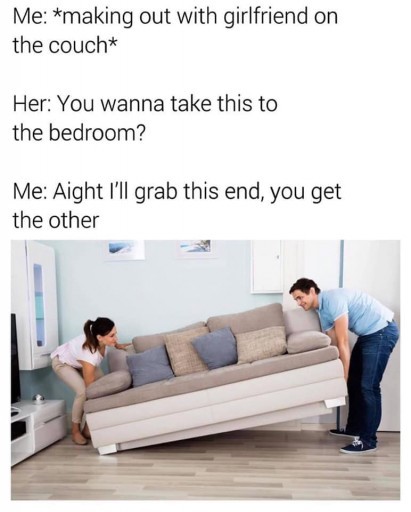 Me: *making out with girlfriend on
the couch*
Her: You wanna take this to
the bedroom?
Me: Aight I'll grab this end, you get
the other